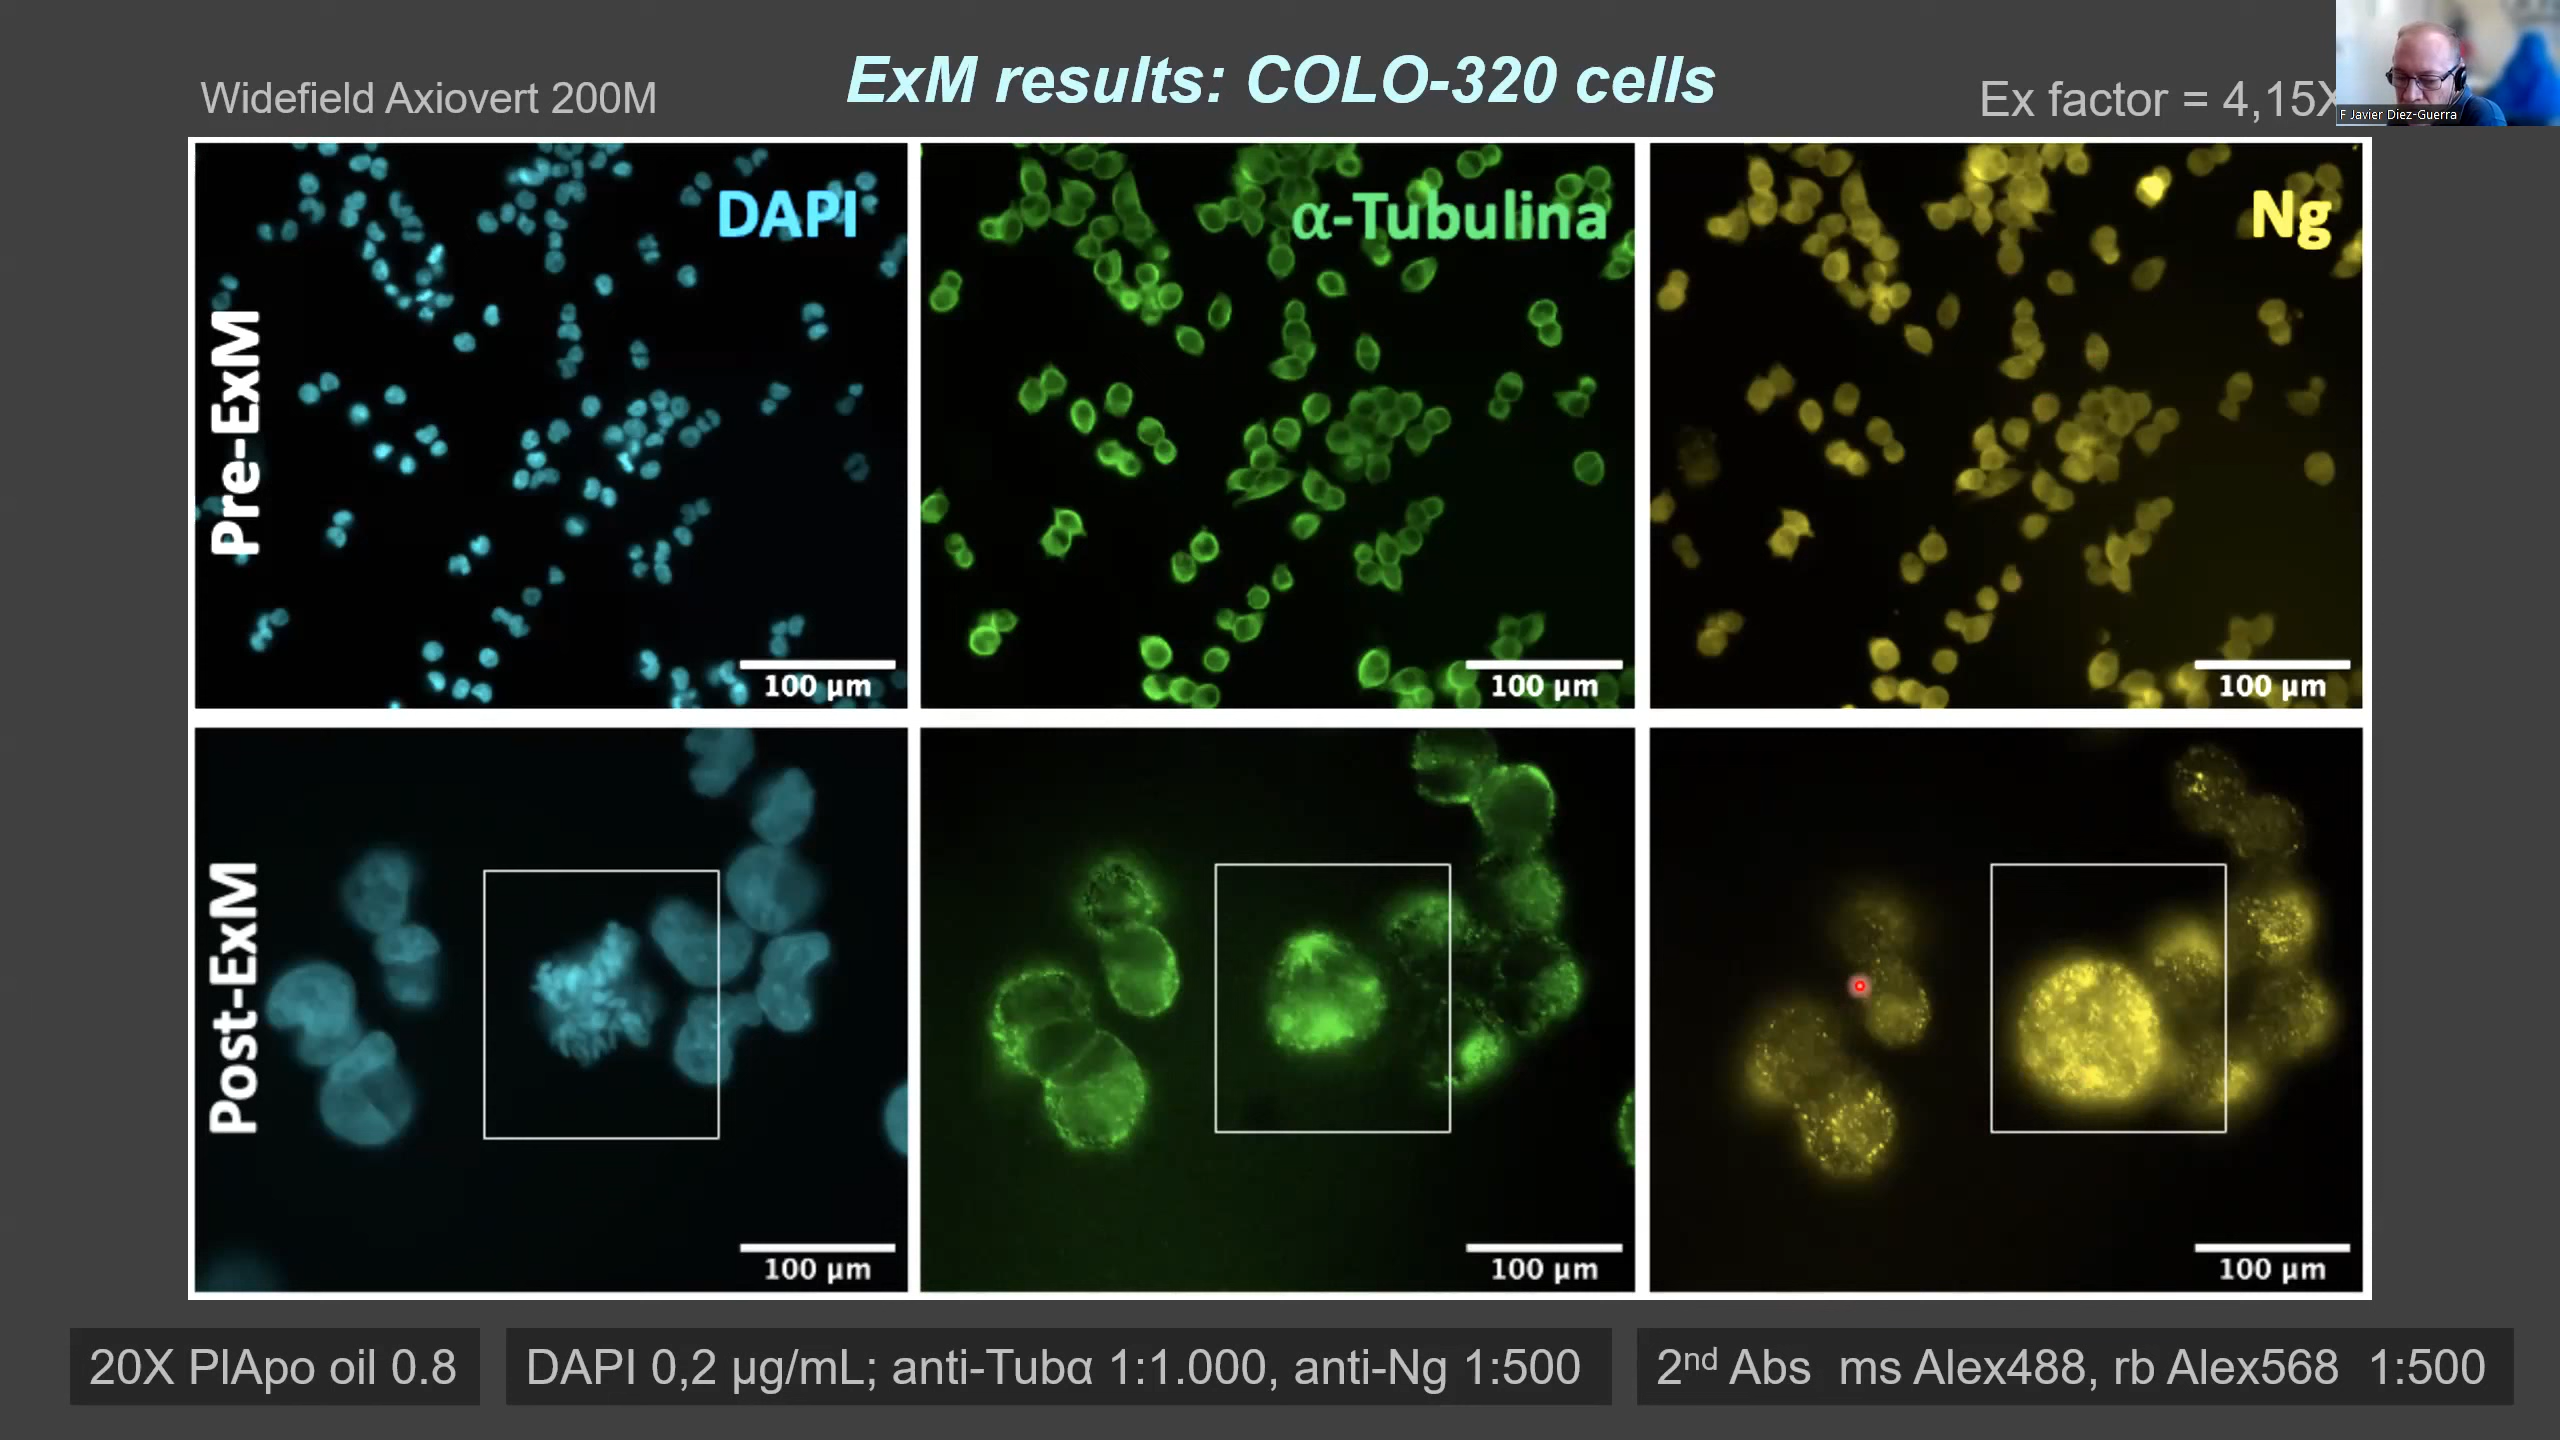 Widefield Axiovert 200M
ExM results: COLO-320 cells
Ex factor = 4,15X
F Javier Diez-Guerra
Pre-ExM
DAPI
α-Tubulina
Ng
100 µm
100 µm
100 µm
Post-ExM
100 µm
100 µm
100 µm
20X PlApo oil 0.8
DAPI 0,2 µg/mL; anti-Tubα 1:1.000, anti-Ng 1:500
2nd Abs ms Alex488, rb Alex568 1:500